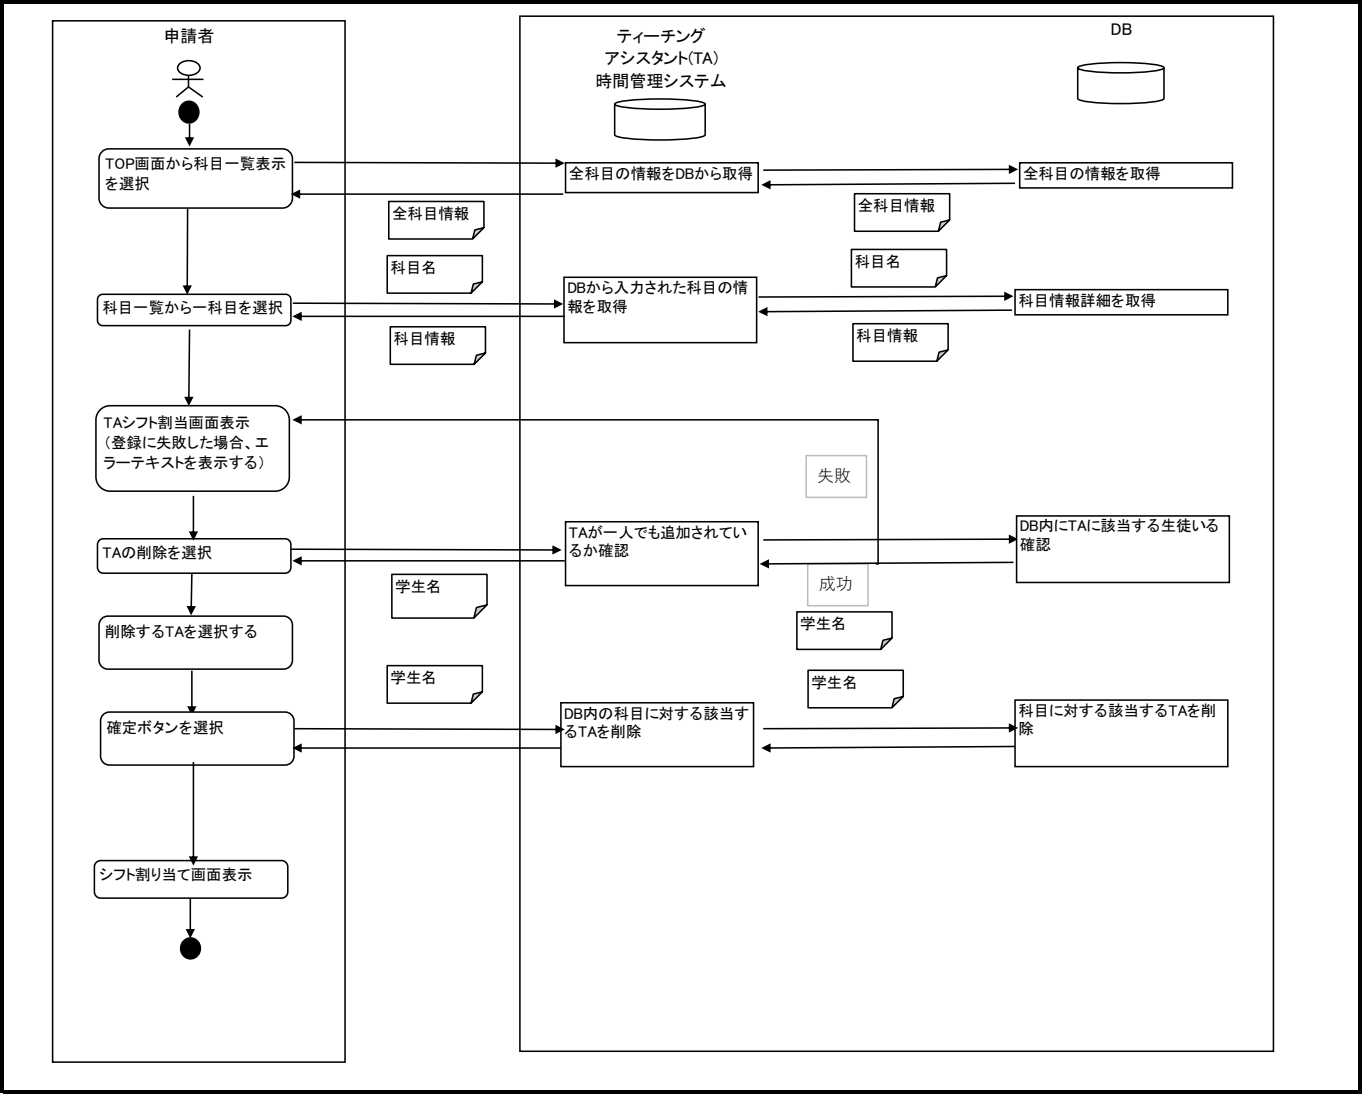 申請者
ティーチング
アシスタント(TA)
時間管理システム
DB
TOP画面から科目一覧表示
を選択
全科目の情報をDBから取得
全科目の情報を取得
全科目情報
全科目情報
科目名
科目名
科目一覧から一科目を選択
DBから入力された科目の情
報を取得
科目情報詳細を取得
科目情報
科目情報
TAシフト割当画面表示
（登録に失敗した場合、エ
ラーテキストを表示する）
失敗
TAの削除を選択
TAが一人でも追加されてい
るか確認
DB内にTAに該当する生徒いる
確認
成功
学生名
学生名
削除するTAを選択する
学生名
学生名
確定ボタンを選択
DB内の科目に対する該当す
るTAを削除
科目に対する該当するTAを削
除
シフト割り当て画面表示